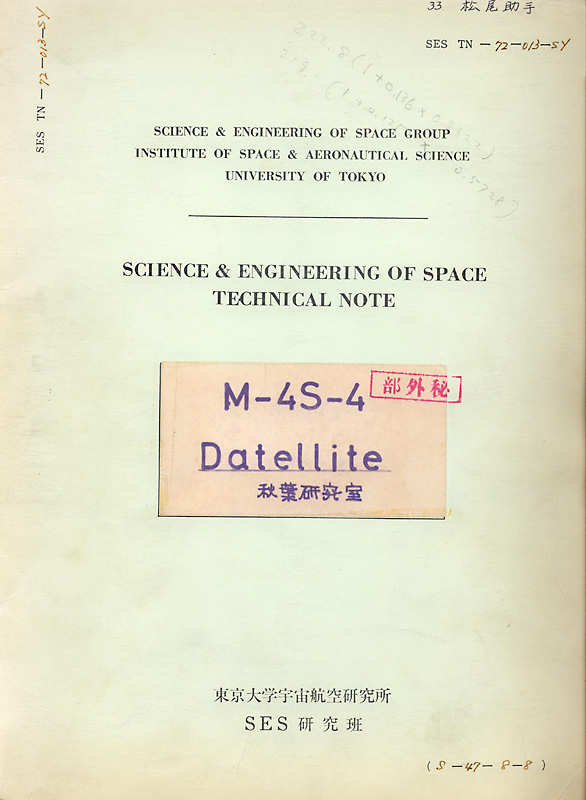 33 松尾助手
SES TN-72-013-SY
SES TN-72-013-SY
SCIENCE & ENGINEERING OF SPACE GROUP
INSTITUTE OF SPACE & AERONAUTICAL SCIENCE
UNIVERSITY OF TOKYO
SCIENCE & ENGINEERING OF SPACE
TECHNICAL NOTE
部外秘
M-4S-4
Datellite
秋葉研究室
東京大学宇宙航空研究所
SES 研究班
(S-47-8-8)